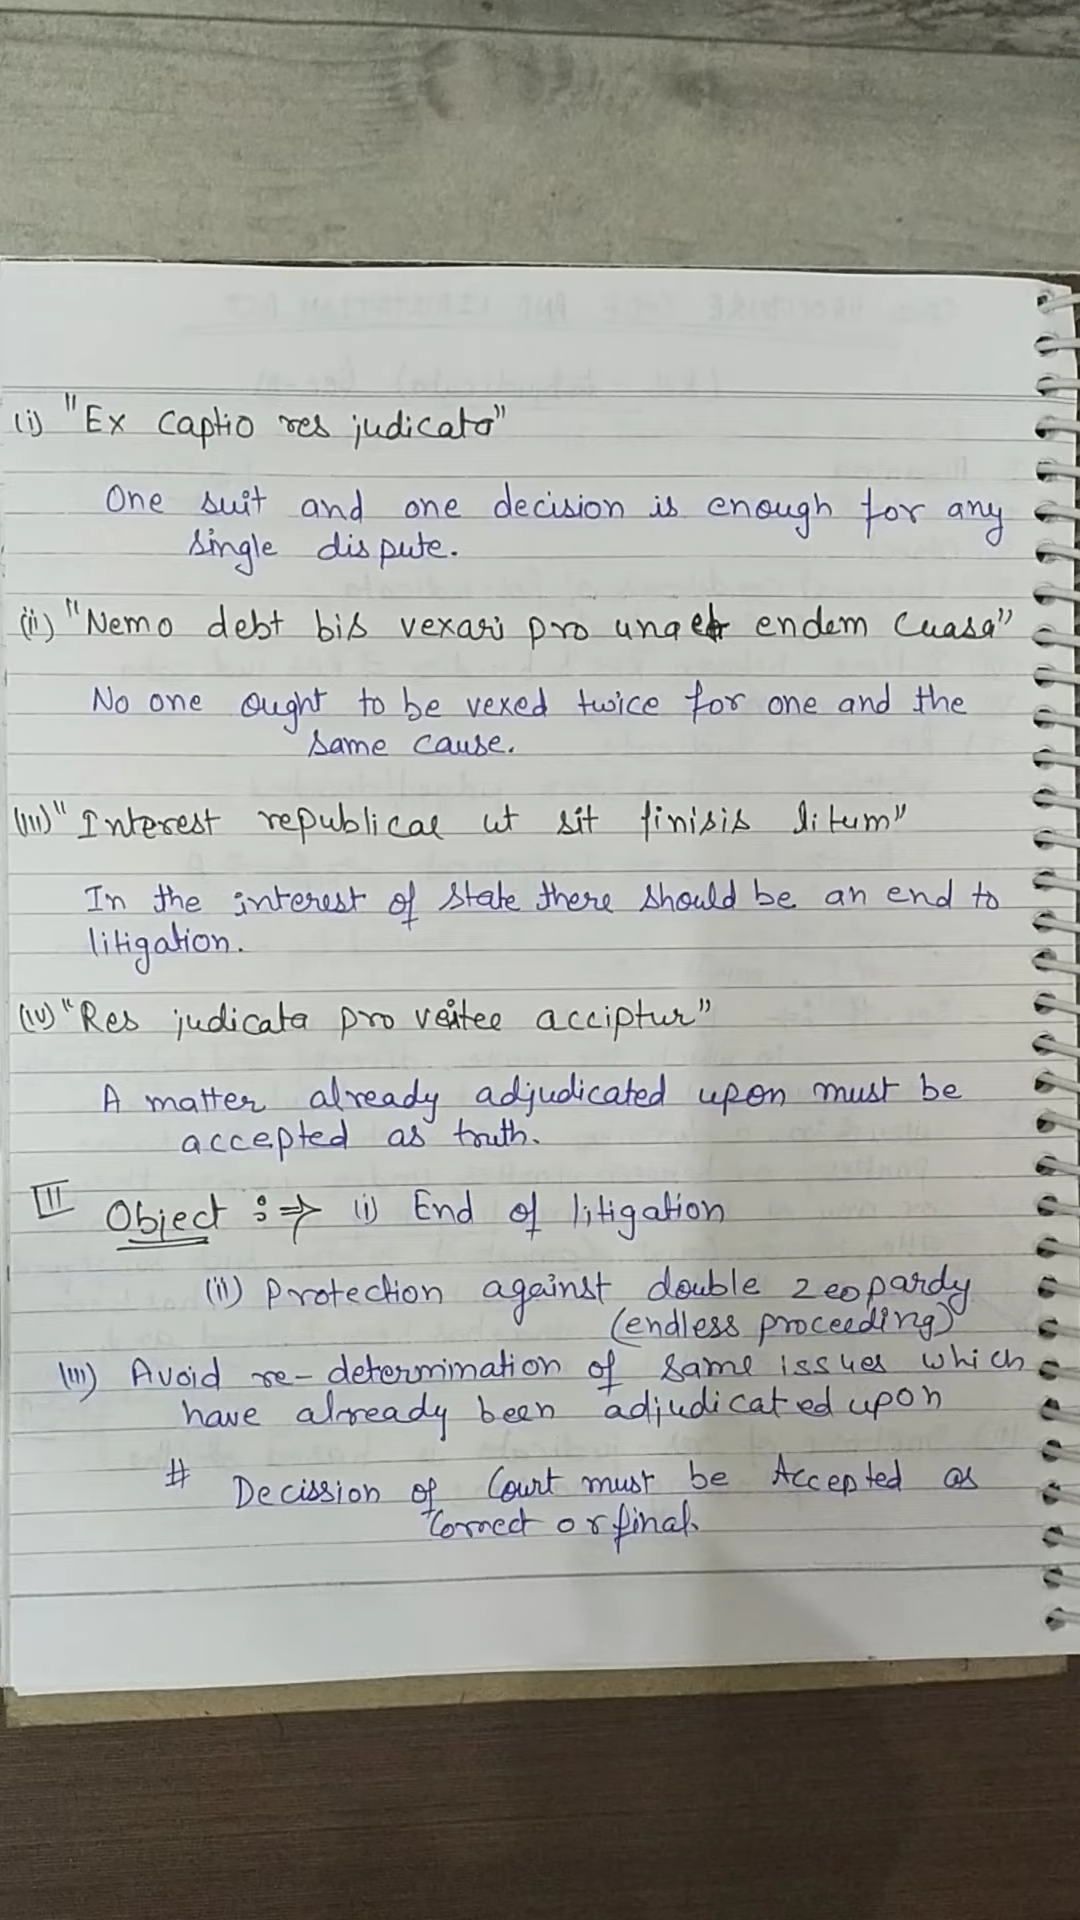 (i) "Ex Captio res judicata"
One suit and one decision is enough for any
single dispute.
(ii) "Nemo debt bis vexari pro una et endem cuasa"
No one ought to be vexed twice for one and the
same cause.
(iii) "Interest republicae ut sit finisis litum"
In the interest of state there should be an end to
litigation.
(iv) "Res judicata pro veitee acciptur"
A matter already adjudicated upon must be
accepted as truth.
III Object :⇒ (i) End of litigation
(ii) Protection against double zeopardy
(endless proceeding)
(iii) Avoid re-determination of same issues which
have already been adjudicated upon
# Decission of Court must be Accepted as
Correct or final.